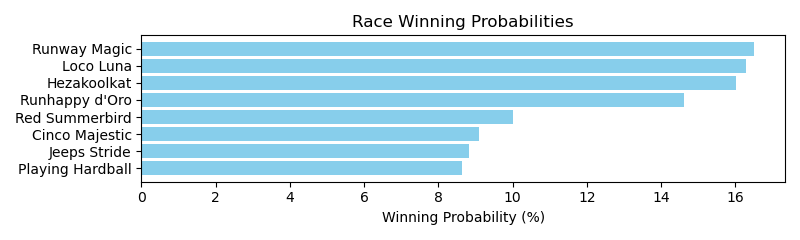 Race Winning Probabilities
Runway Magic
Loco Luna
Hezakoolkat
Runhappy d'Oro
Red Summerbird
Cinco Majestic
Jeeps Stride
Playing Hardball
0 2 4 6 8 10 12 14 16
Winning Probability (%)